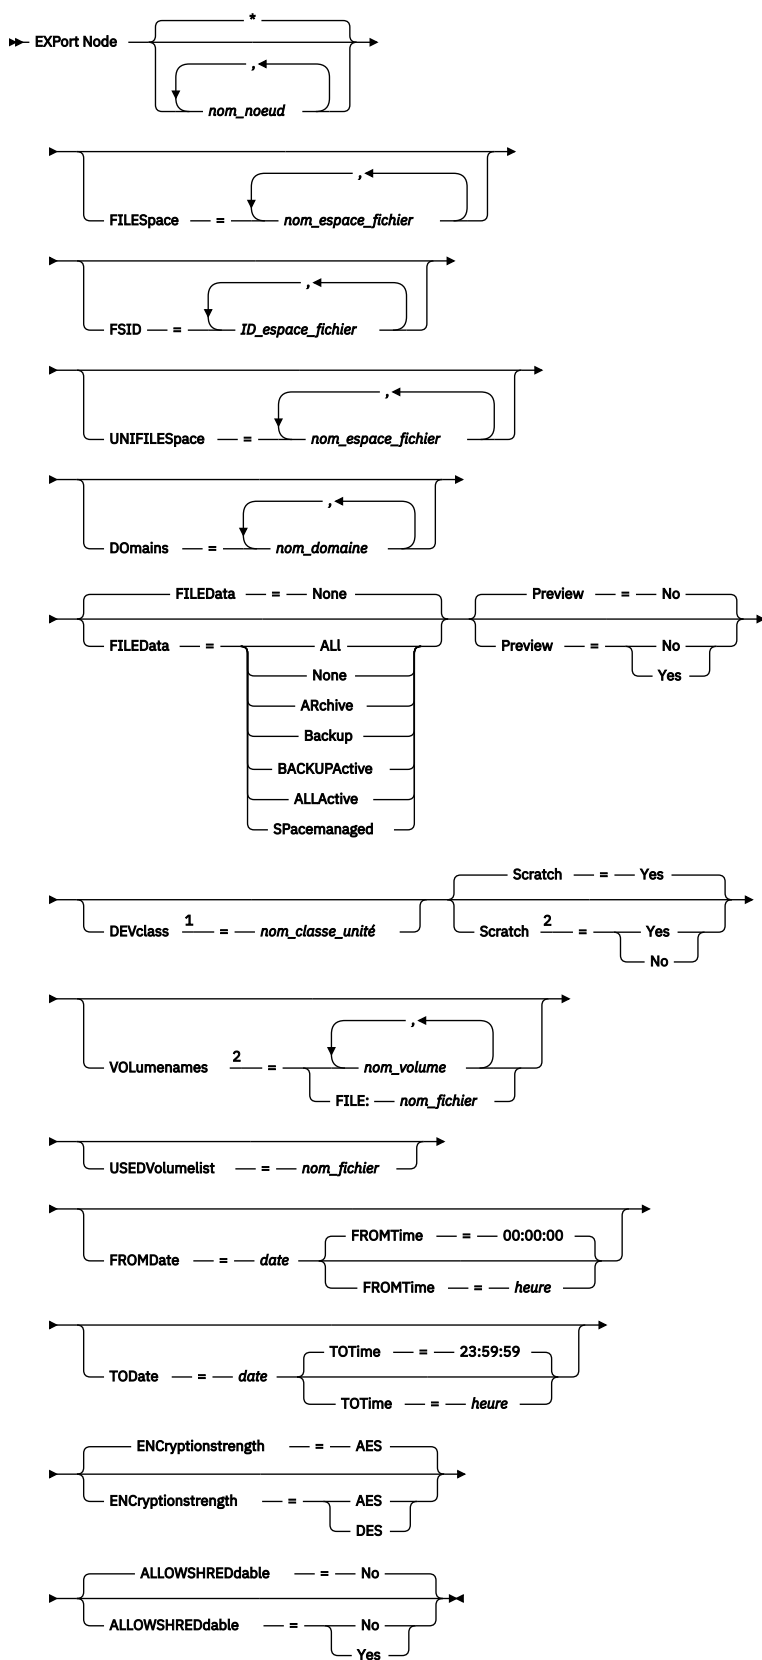 *
EXPort Node
,
nom_noeud
,
FILESpace = nom_espace_fichier
,
FSID = ID_espace_fichier
,
UNIFILESpace = nom_espace_fichier
,
DOmains = nom_domaine
FILEData = None Preview = No
FILEData = ALl Preview = No
None Yes
ARchive
Backup
BACKUPActive
ALLActive
SPacemanaged
Scratch = Yes
DEVclass 1 = nom_classe_unité Scratch 2 = Yes
No
,
VOLumenames 2 = nom_volume
FILE: nom_fichier
USEDVolumelist = nom_fichier
FROMTime = 00:00:00
FROMDate = date
FROMTime = heure
TOTime = 23:59:59
TODate = date
TOTime = heure
ENCryptionstrength = AES
ENCryptionstrength = AES
DES
ALLOWSHREDdable = No
ALLOWSHREDdable = No
Yes